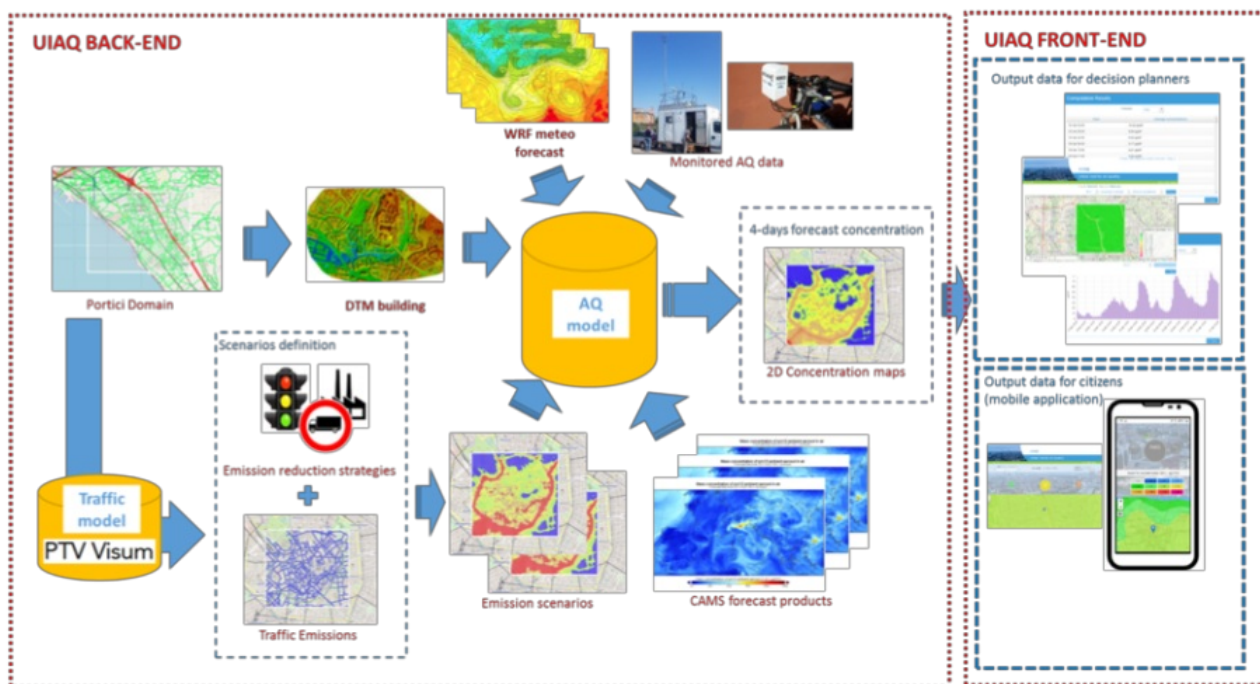 UIAQ BACK-END
WRF meteo
forecast
Monitored AQ data
Portici Domain
DTM building
AQ
model
4-days forecast concentration
2D Concentration maps
Scenarios definition
Emission reduction strategies
+
Traffic Emissions
Traffic
model
PTV Visum
Emission scenarios
CAMS forecast products
UIAQ FRONT-END
Output data for decision planners
Output data for citizens
(mobile application)